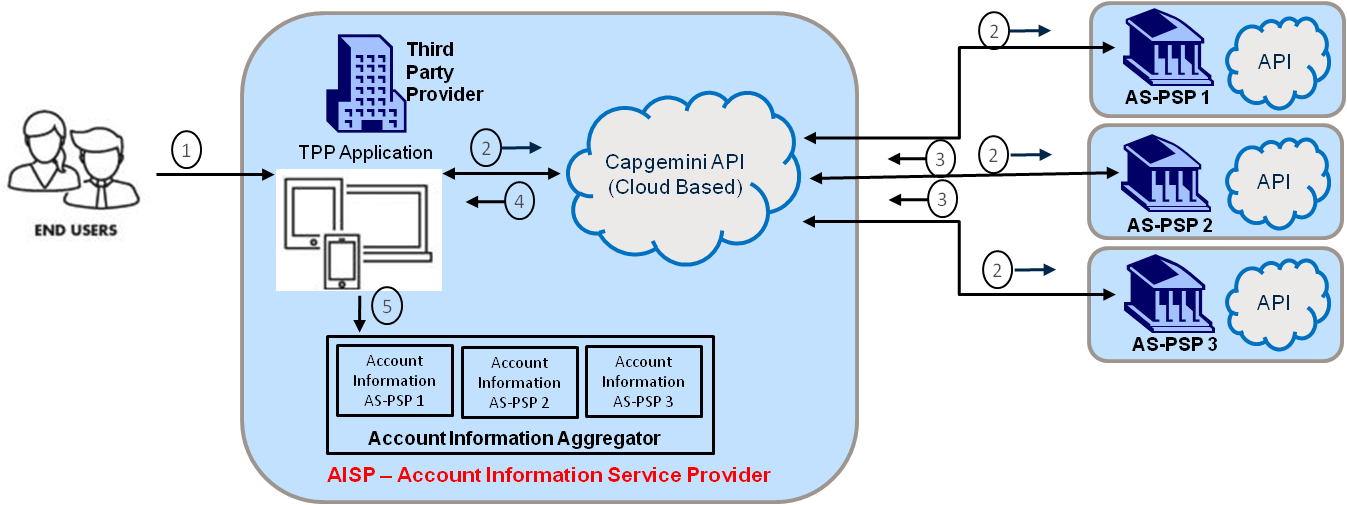 END USERS
1
Third
Party
Provider
TPP Application
2
4
Capgemini API
(Cloud Based)
5
Account
Information
AS-PSP 1
Account
Information
AS-PSP 2
Account
Information
AS-PSP 3
Account Information Aggregator
AISP – Account Information Service Provider
3
3
2
2
2
AS-PSP 1
API
AS-PSP 2
API
AS-PSP 3
API